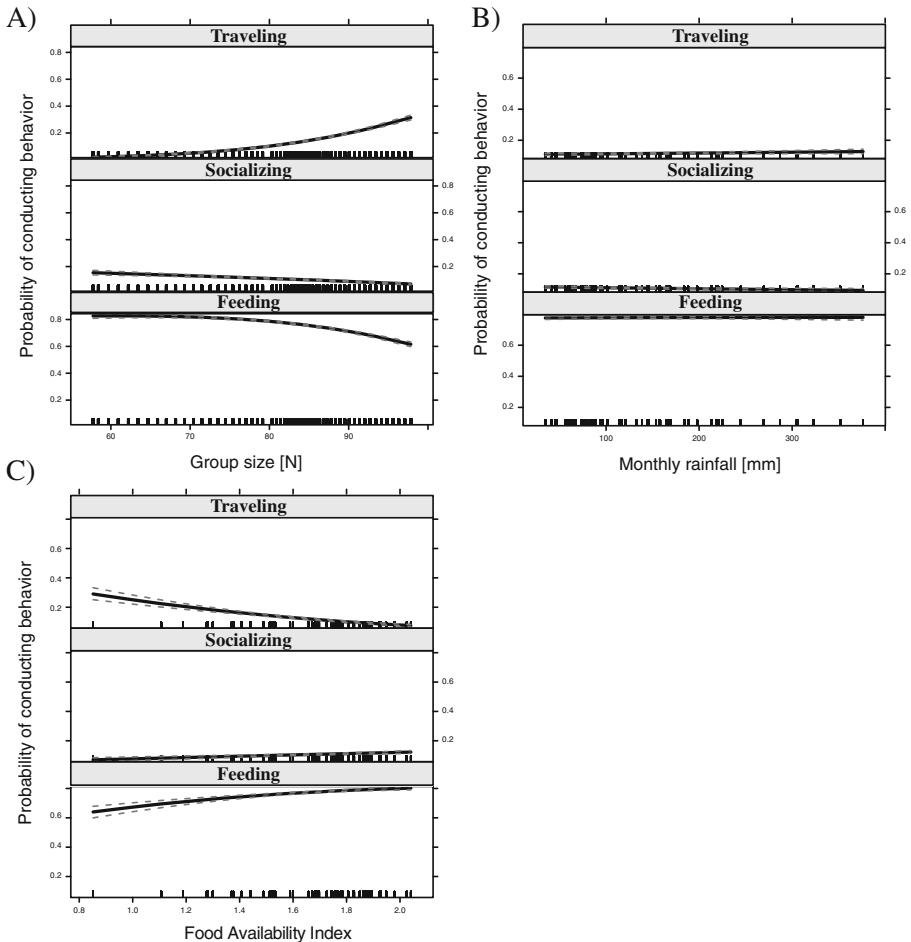 A)
Probability of conducting behavior
Traveling
0.8
0.6
0.4
0.2
Socializing
0.8
0.6
0.4
0.2
Feeding
0.8
0.6
0.4
0.2
60 70 80 90
Group size [N]
B)
Probability of conducting behavior
Traveling
0.6
0.4
0.2
Socializing
0.6
0.4
0.2
Feeding
0.6
0.4
0.2
100 200 300
Monthly rainfall [mm]
C)
Probability of conducting behavior
Traveling
0.6
0.4
0.2
Socializing
0.6
0.4
0.2
Feeding
0.6
0.4
0.2
0.8 1.0 1.2 1.4 1.6 1.8 2.0
Food Availability Index